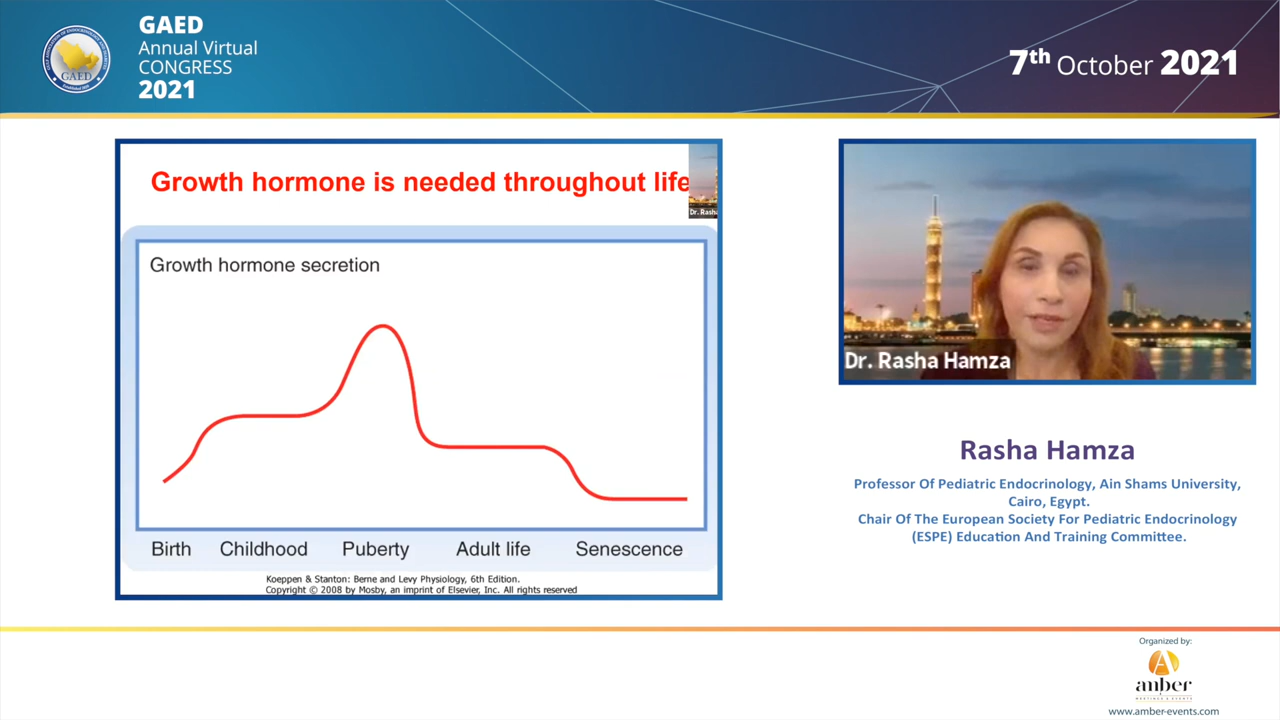 GAED
Annual Virtual
CONGRESS
2021
GAED
7th October 2021
Growth hormone is needed throughout life
Dr. Rasha
Growth hormone secretion
Birth Childhood Puberty Adult life Senescence
Koeppen & Stanton: Berne and Levy Physiology, 6th Edition.
Copyright © 2008 by Mosby, an imprint of Elsevier, Inc. All rights reserved
Dr. Rasha Hamza
Rasha Hamza
Professor Of Pediatric Endocrinology, Ain Shams University,
Cairo, Egypt.
Chair Of The European Society For Pediatric Endocrinology
(ESPE) Education And Training Committee.
Organized by:
anber
MEETINGS & EVENTS
www.amber-events.com